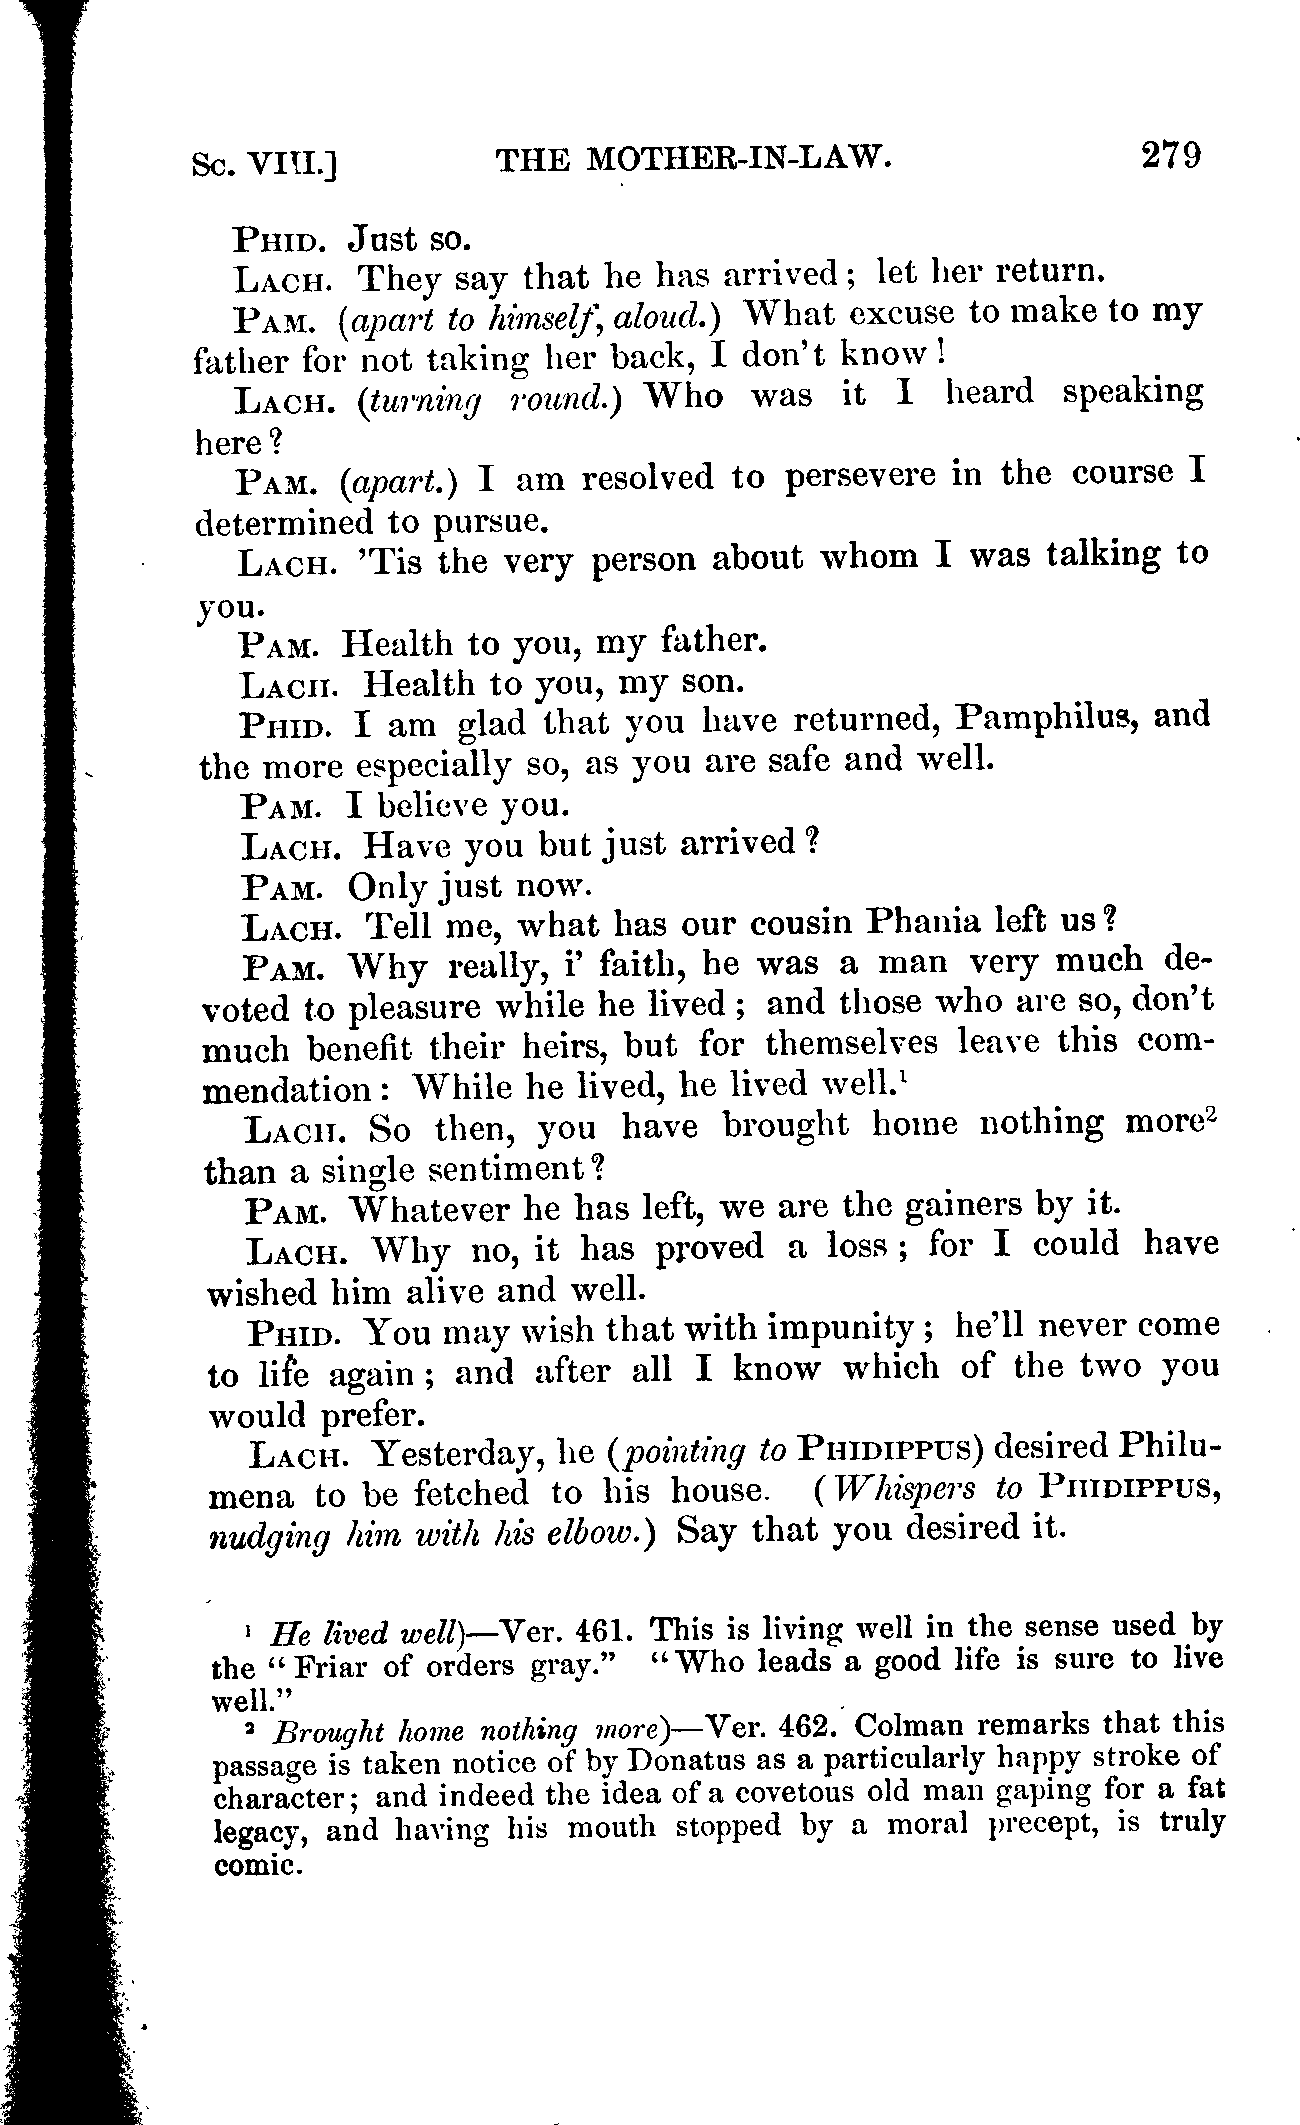 Sc. VIII.] THE MOTHER-IN-LAW. 279
PHID. Just so.
LACH. They say that he has arrived; let her return.
PAM. (apart to himself, aloud.) What excuse to make to my
father for not taking her back, I don't know!
LACH. (turning round.) Who was it I heard speaking
here?
PAM. (apart.) I am resolved to persevere in the course I
determined to pursue.
LACH. 'Tis the very person about whom I was talking to
you.
PAM. Health to you, my father.
LACH. Health to you, my son.
PHID. I am glad that you have returned, Pamphilus, and
the more especially so, as you are safe and well.
PAM. I believe you.
LACH. Have you but just arrived?
PAM. Only just now.
LACH. Tell me, what has our cousin Phania left us?
PAM. Why really, i' faith, he was a man very much de-
voted to pleasure while he lived; and those who are so, don't
much benefit their heirs, but for themselves leave this com-
mendation: While he lived, he lived well.¹
LACH. So then, you have brought home nothing more²
than a single sentiment?
PAM. Whatever he has left, we are the gainers by it.
LACH. Why no, it has proved a loss; for I could have
wished him alive and well.
PHID. You may wish that with impunity; he'll never come
to life again; and after all I know which of the two you
would prefer.
LACH. Yesterday, he (pointing to PHIDIPPUS) desired Philu-
mena to be fetched to his house. (Whispers to PHIDIPPUS,
nudging him with his elbow.) Say that you desired it.
¹ He lived well)—Ver. 461. This is living well in the sense used by
the "Friar of orders gray." "Who leads a good life is sure to live
well."
² Brought home nothing more)—Ver. 462. Colman remarks that this
passage is taken notice of by Donatus as a particularly happy stroke of
character; and indeed the idea of a covetous old man gaping for a fat
legacy, and having his mouth stopped by a moral precept, is truly
comic.